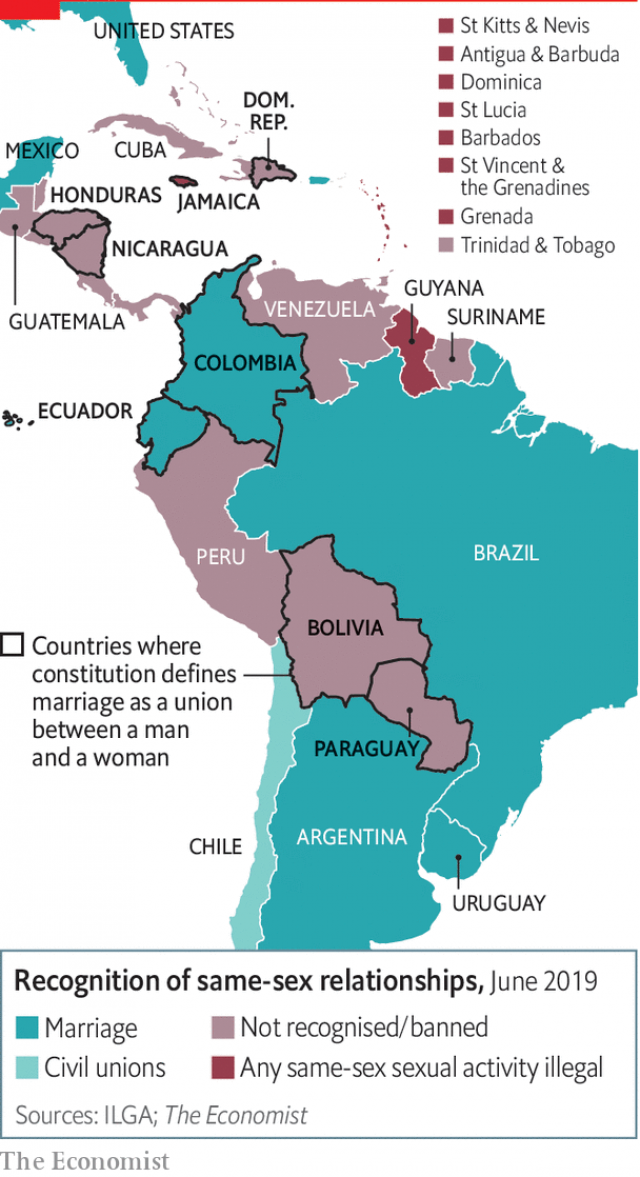 UNITED STATES
St Kitts & Nevis
Antigua & Barbuda
Dominica
St Lucia
Barbados
St Vincent &
the Grenadines
Grenada
Trinidad & Tobago
DOM.
REP.
MEXICO
CUBA
HONDURAS
JAMAICA
NICARAGUA
GUATEMALA
VENEZUELA
GUYANA
SURINAME
COLOMBIA
ECUADOR
PERU
BRAZIL
BOLIVIA
Countries where
constitution defines
marriage as a union
between a man
and a woman
PARAGUAY
CHILE
ARGENTINA
URUGUAY
Recognition of same-sex relationships, June 2019
Marriage
Not recognised/banned
Civil unions
Any same-sex sexual activity illegal
Sources: ILGA; The Economist
The Economist